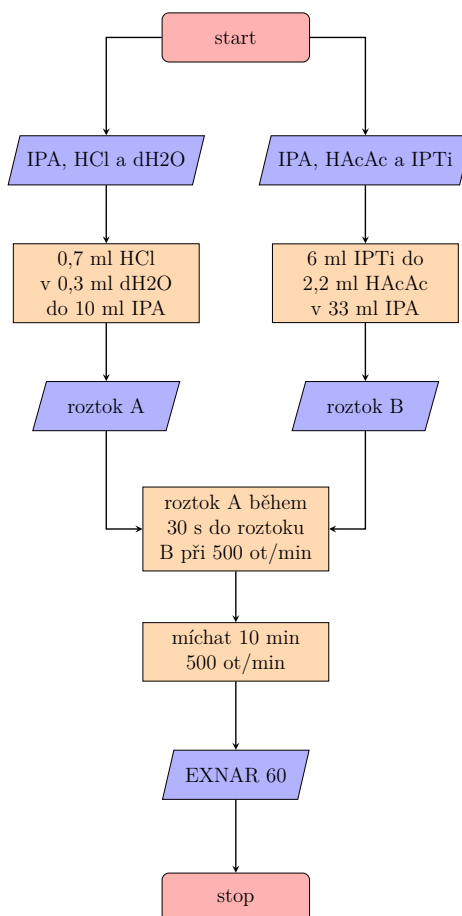 start
IPA, HCl a dH2O
IPA, HAcAc a IPTi
0,7 ml HCl
v 0,3 ml dH2O
do 10 ml IPA
6 ml IPTi do
2,2 ml HAcAc
v 33 ml IPA
roztok A
roztok B
roztok A během
30 s do roztoku
B při 500 ot/min
míchat 10 min
500 ot/min
EXNAR 60
stop